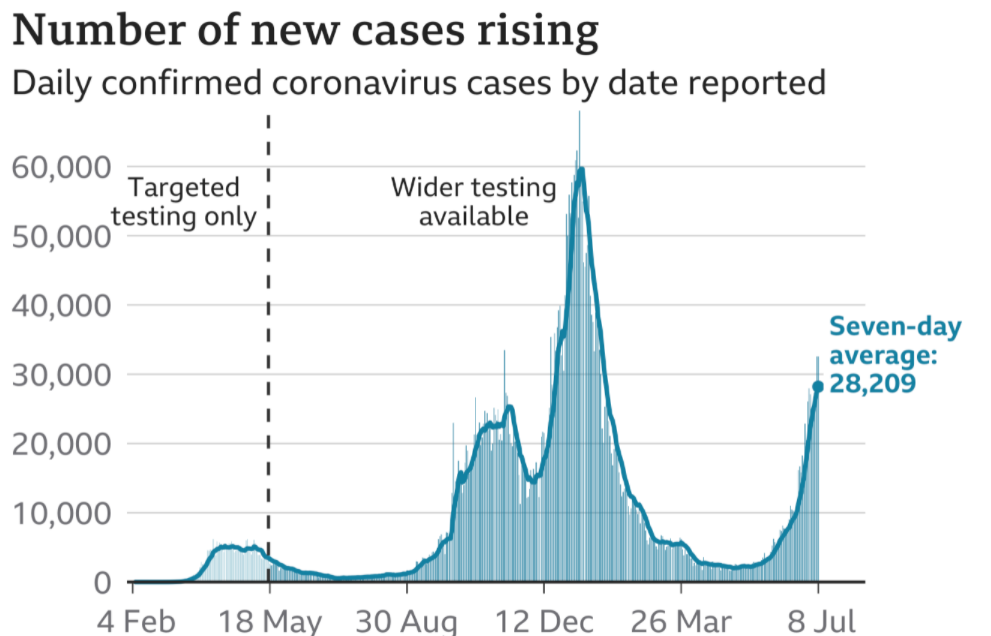 Number of new cases rising
Daily confirmed coronavirus cases by date reported
60,000
50,000
40,000
30,000
20,000
10,000
0
Targeted
testing only
Wider testing
available
Seven-day
average:
28,209
4 Feb
18 May
30 Aug
12 Dec
26 Mar
8 Jul